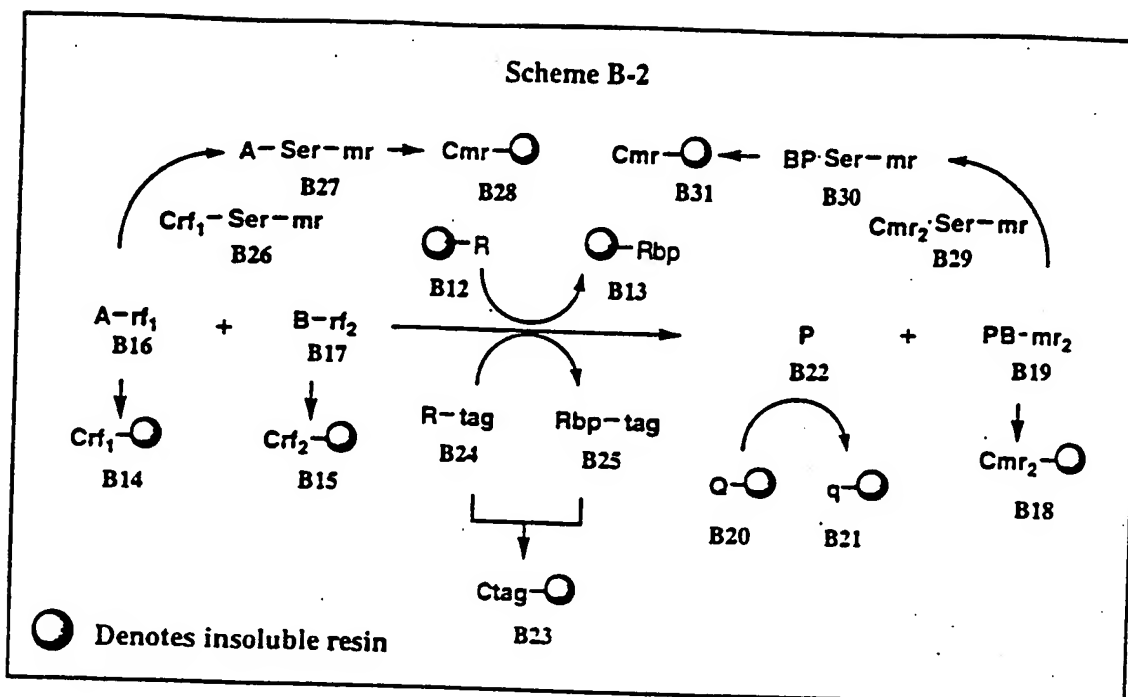 Scheme B-2
A–Ser–mr
B27
Cmr
B28
Cmr
B31
BP·Ser–mr
B30
Crf₁–Ser–mr
B26
Cmr₂·Ser–mr
B29
R
B12
Rbp
B13
A–rf₁
B16
+
B–rf₂
B17
P
B22
+
PB–mr₂
B19
Crf₁
B14
Crf₂
B15
R–tag
B24
Rbp–tag
B25
Q
B20
q
B21
Cmr₂
B18
Ctag
B23
Denotes insoluble resin